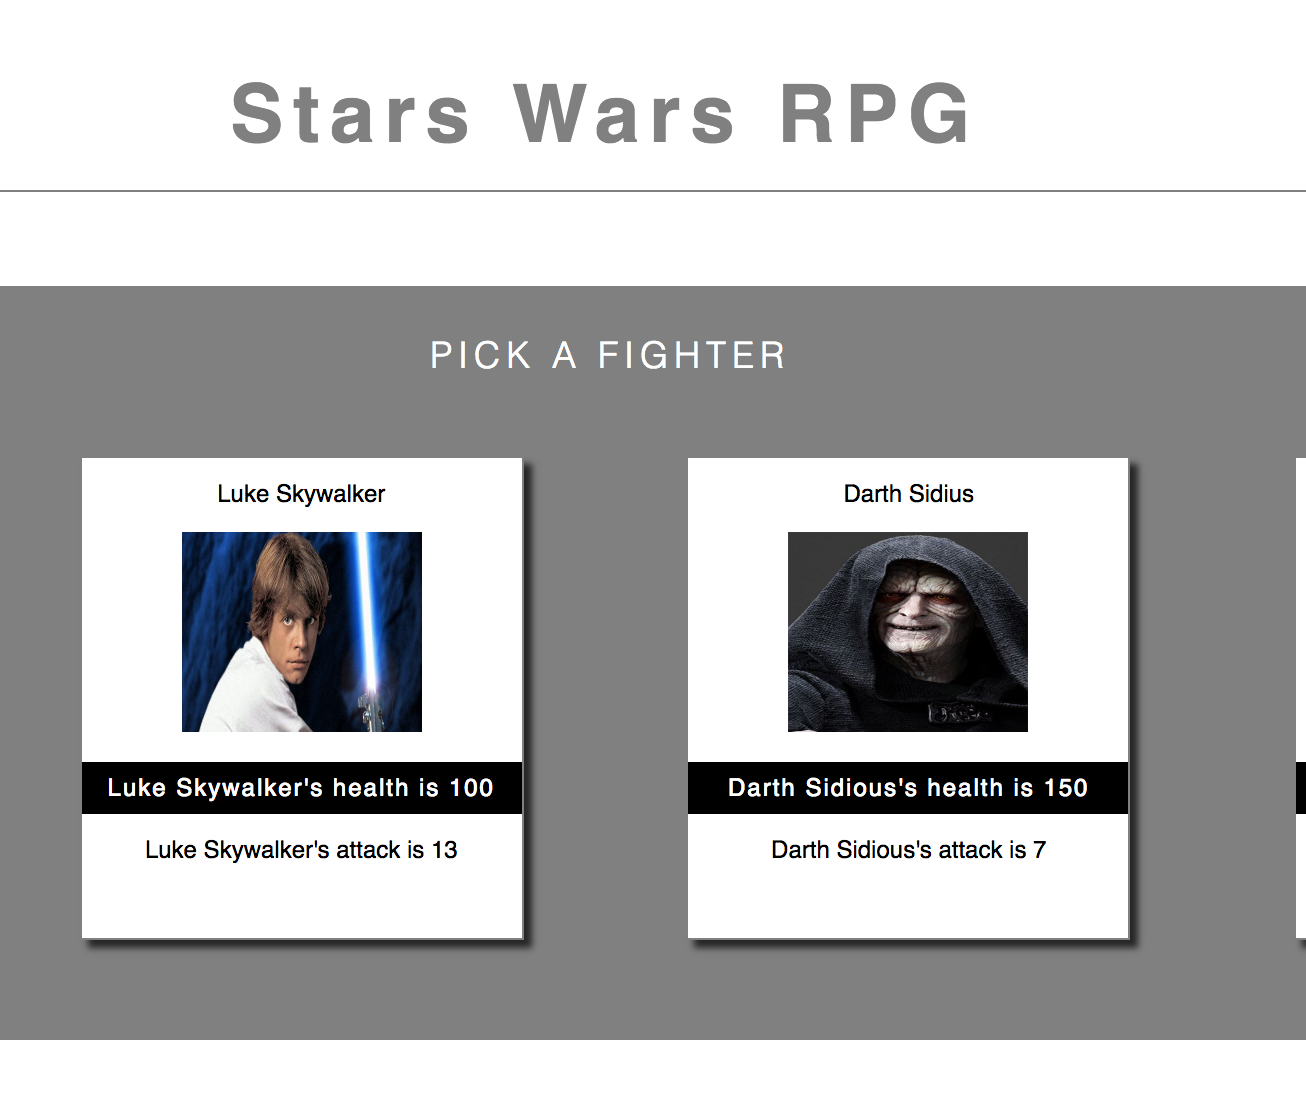 Stars Wars RPG
PICK A FIGHTER
Luke Skywalker
Luke Skywalker's health is 100
Luke Skywalker's attack is 13
Darth Sidius
Darth Sidious's health is 150
Darth Sidious's attack is 7